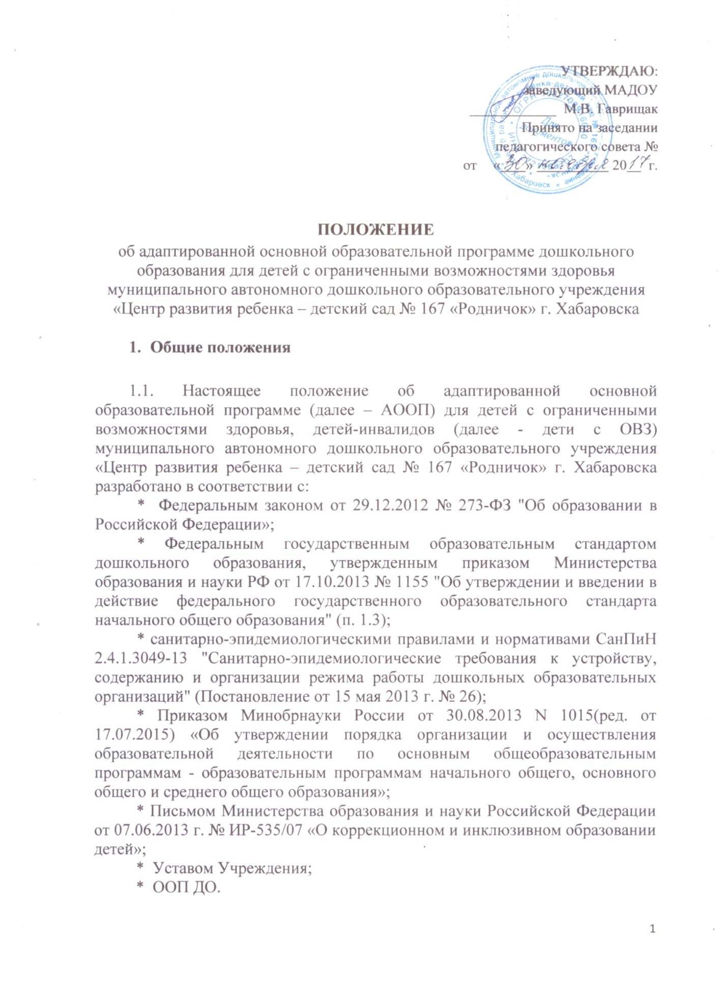 УТВЕРЖДАЮ:
заведующий МАДОУ
____________ М.В. Гаврищак
Принято на заседании
педагогического совета №
от «30» ноября 2017 г.
Для документов
Хабаровск
ПОЛОЖЕНИЕ
об адаптированной основной образовательной программе дошкольного
образования для детей с ограниченными возможностями здоровья
муниципального автономного дошкольного образовательного учреждения
«Центр развития ребенка – детский сад № 167 «Родничок» г. Хабаровска
1. Общие положения
1.1. Настоящее положение об адаптированной основной
образовательной программе (далее – АООП) для детей с ограниченными
возможностями здоровья, детей-инвалидов (далее - дети с ОВЗ)
муниципального автономного дошкольного образовательного учреждения
«Центр развития ребенка – детский сад № 167 «Родничок» г. Хабаровска
разработано в соответствии с:
* Федеральным законом от 29.12.2012 № 273-ФЗ "Об образовании в
Российской Федерации»;
* Федеральным государственным образовательным стандартом
дошкольного образования, утвержденным приказом Министерства
образования и науки РФ от 17.10.2013 № 1155 "Об утверждении и введении в
действие федерального государственного образовательного стандарта
начального общего образования" (п. 1.3);
* санитарно-эпидемиологическими правилами и нормативами СанПиН
2.4.1.3049-13 "Санитарно-эпидемиологические требования к устройству,
содержанию и организации режима работы дошкольных образовательных
организаций" (Постановление от 15 мая 2013 г. № 26);
* Приказом Минобрнауки России от 30.08.2013 N 1015(ред. от
17.07.2015) «Об утверждении порядка организации и осуществления
образовательной деятельности по основным общеобразовательным
программам - образовательным программам начального общего, основного
общего и среднего общего образования»;
* Письмом Министерства образования и науки Российской Федерации
от 07.06.2013 г. № ИР-535/07 «О коррекционном и инклюзивном образовании
детей»;
* Уставом Учреждения;
* ООП ДО.
1